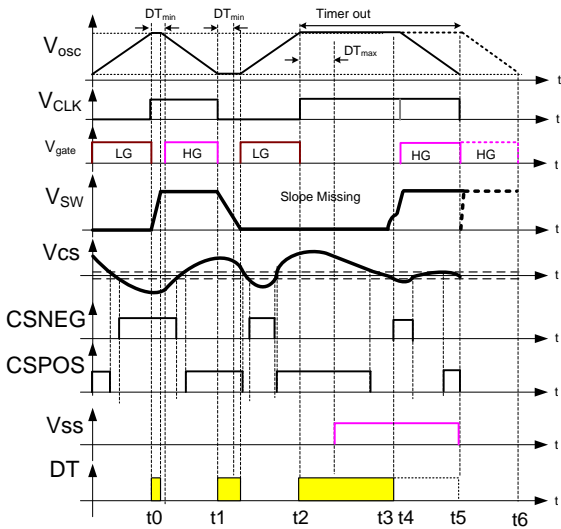 DTmin DTmin Timer out
Vosc DTmax t
VCLK t
Vgate LG HG LG HG HG t
VSW Slope Missing t
Vcs t
CSNEG t
CSPOS t
Vss t
DT t
t0 t1 t2 t3 t4 t5 t6